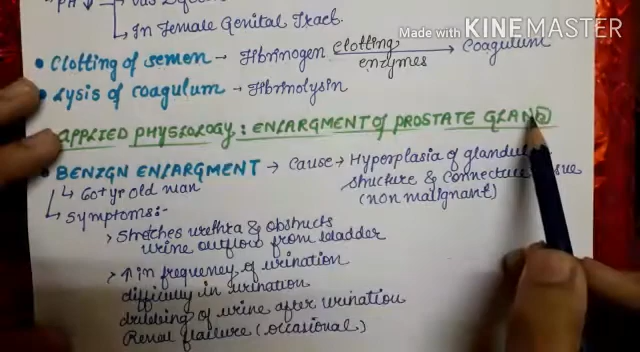 PH ↓
In Female Genital Tract.
Made with KINEMASTER
• Clotting of semen → Fibrinogen Clotting enzymes → Coagulum
• Lysis of coagulum → Fibrinolysin
APPLIED PHYSIOLOGY: ENLARGMENT of PROSTATE GLAND
• BENIGN ENLARGMENT → Cause → Hyperplasia of
structure &
(non malignant)
↳ 60+ yr old man
↳ Symptoms:-
> Stretches urethra & obstructs
urine outflow from bladder
> ↑ in frequency of urination
difficulty in urination
dribbling of urine after urination
Renal failure (occasional)